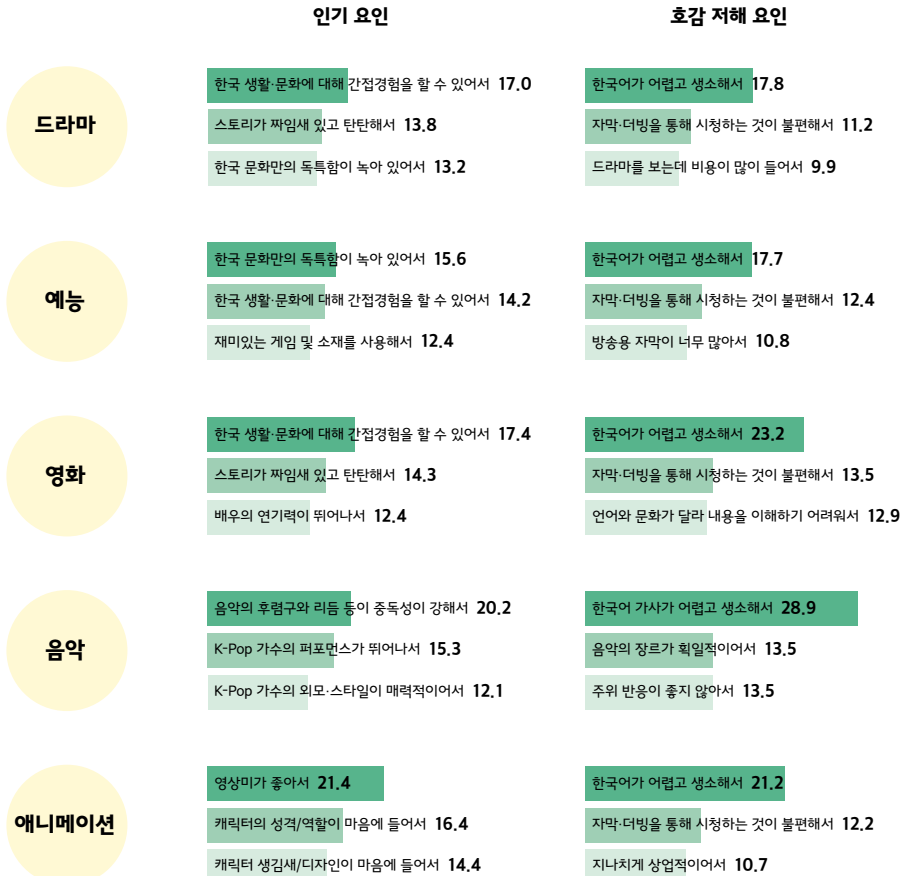 인기 요인
호감 저해 요인
드라마
한국 생활·문화에 대해 간접경험을 할 수 있어서 17.0
스토리가 짜임새 있고 탄탄해서 13.8
한국 문화만의 독특함이 녹아 있어서 13.2
한국어가 어렵고 생소해서 17.8
자막·더빙을 통해 시청하는 것이 불편해서 11.2
드라마를 보는데 비용이 많이 들어서 9.9
예능
한국 문화만의 독특함이 녹아 있어서 15.6
한국 생활·문화에 대해 간접경험을 할 수 있어서 14.2
재미있는 게임 및 소재를 사용해서 12.4
한국어가 어렵고 생소해서 17.7
자막·더빙을 통해 시청하는 것이 불편해서 12.4
방송용 자막이 너무 많아서 10.8
영화
한국 생활·문화에 대해 간접경험을 할 수 있어서 17.4
스토리가 짜임새 있고 탄탄해서 14.3
배우의 연기력이 뛰어나서 12.4
한국어가 어렵고 생소해서 23.2
자막·더빙을 통해 시청하는 것이 불편해서 13.5
언어와 문화가 달라 내용을 이해하기 어려워서 12.9
음악
음악의 후렴구와 리듬 등이 중독성이 강해서 20.2
K-Pop 가수의 퍼포먼스가 뛰어나서 15.3
K-Pop 가수의 외모·스타일이 매력적이어서 12.1
한국어 가사가 어렵고 생소해서 28.9
음악의 장르가 획일적이어서 13.5
주위 반응이 좋지 않아서 13.5
애니메이션
영상미가 좋아서 21.4
캐릭터의 성격/역할이 마음에 들어서 16.4
캐릭터 생김새/디자인이 마음에 들어서 14.4
한국어가 어렵고 생소해서 21.2
자막·더빙을 통해 시청하는 것이 불편해서 12.2
지나치게 상업적이어서 10.7